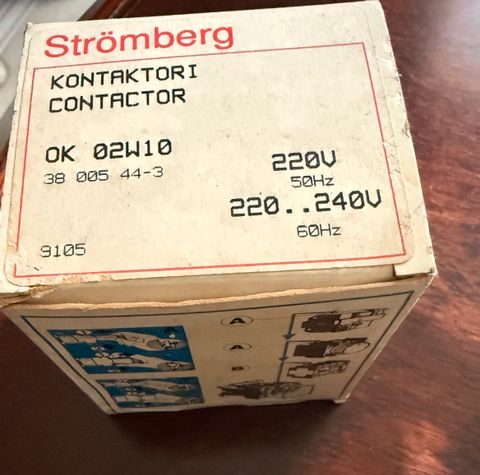 Strömberg
KONTAKTORI
CONTACTOR
OK 02W10
38 005 44-3
220V
50Hz
220..240V
60Hz
9105
A
A
B